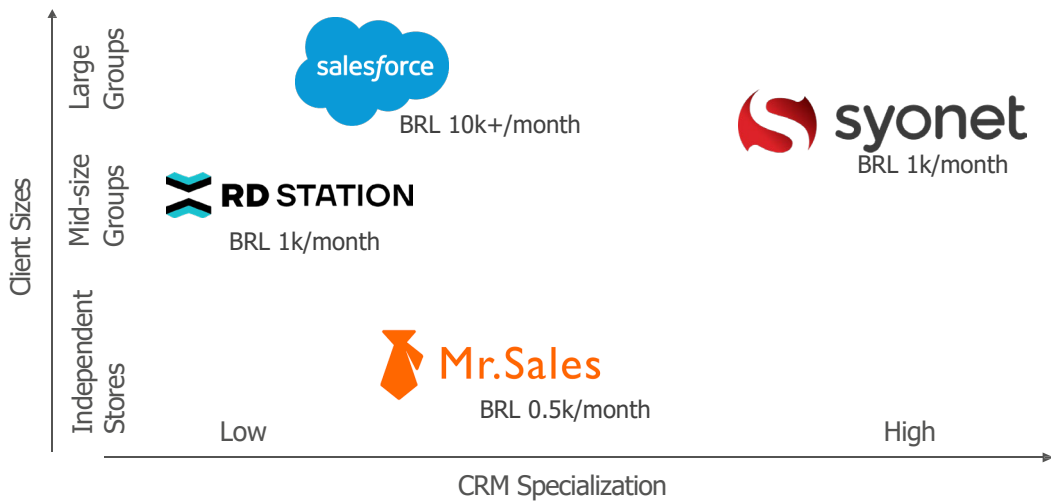 Client Sizes
Large
Groups
Mid-size
Groups
Independent
Stores
salesforce
BRL 10k+/month
syonet
BRL 1k/month
RD STATION
BRL 1k/month
Mr.Sales
BRL 0.5k/month
Low
High
CRM Specialization